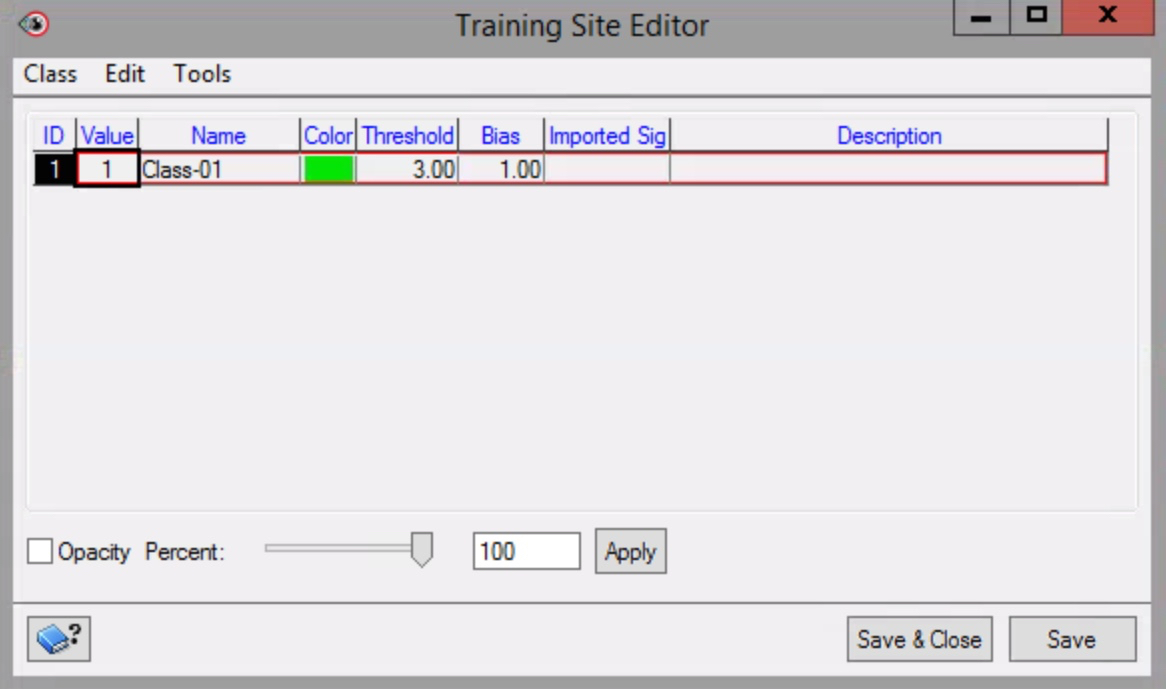 Training Site Editor
Class Edit Tools
ID Value Name Color Threshold Bias Imported Sig Description
1 1 Class-01 3.00 1.00
Opacity Percent: 100 Apply
? Save & Close Save